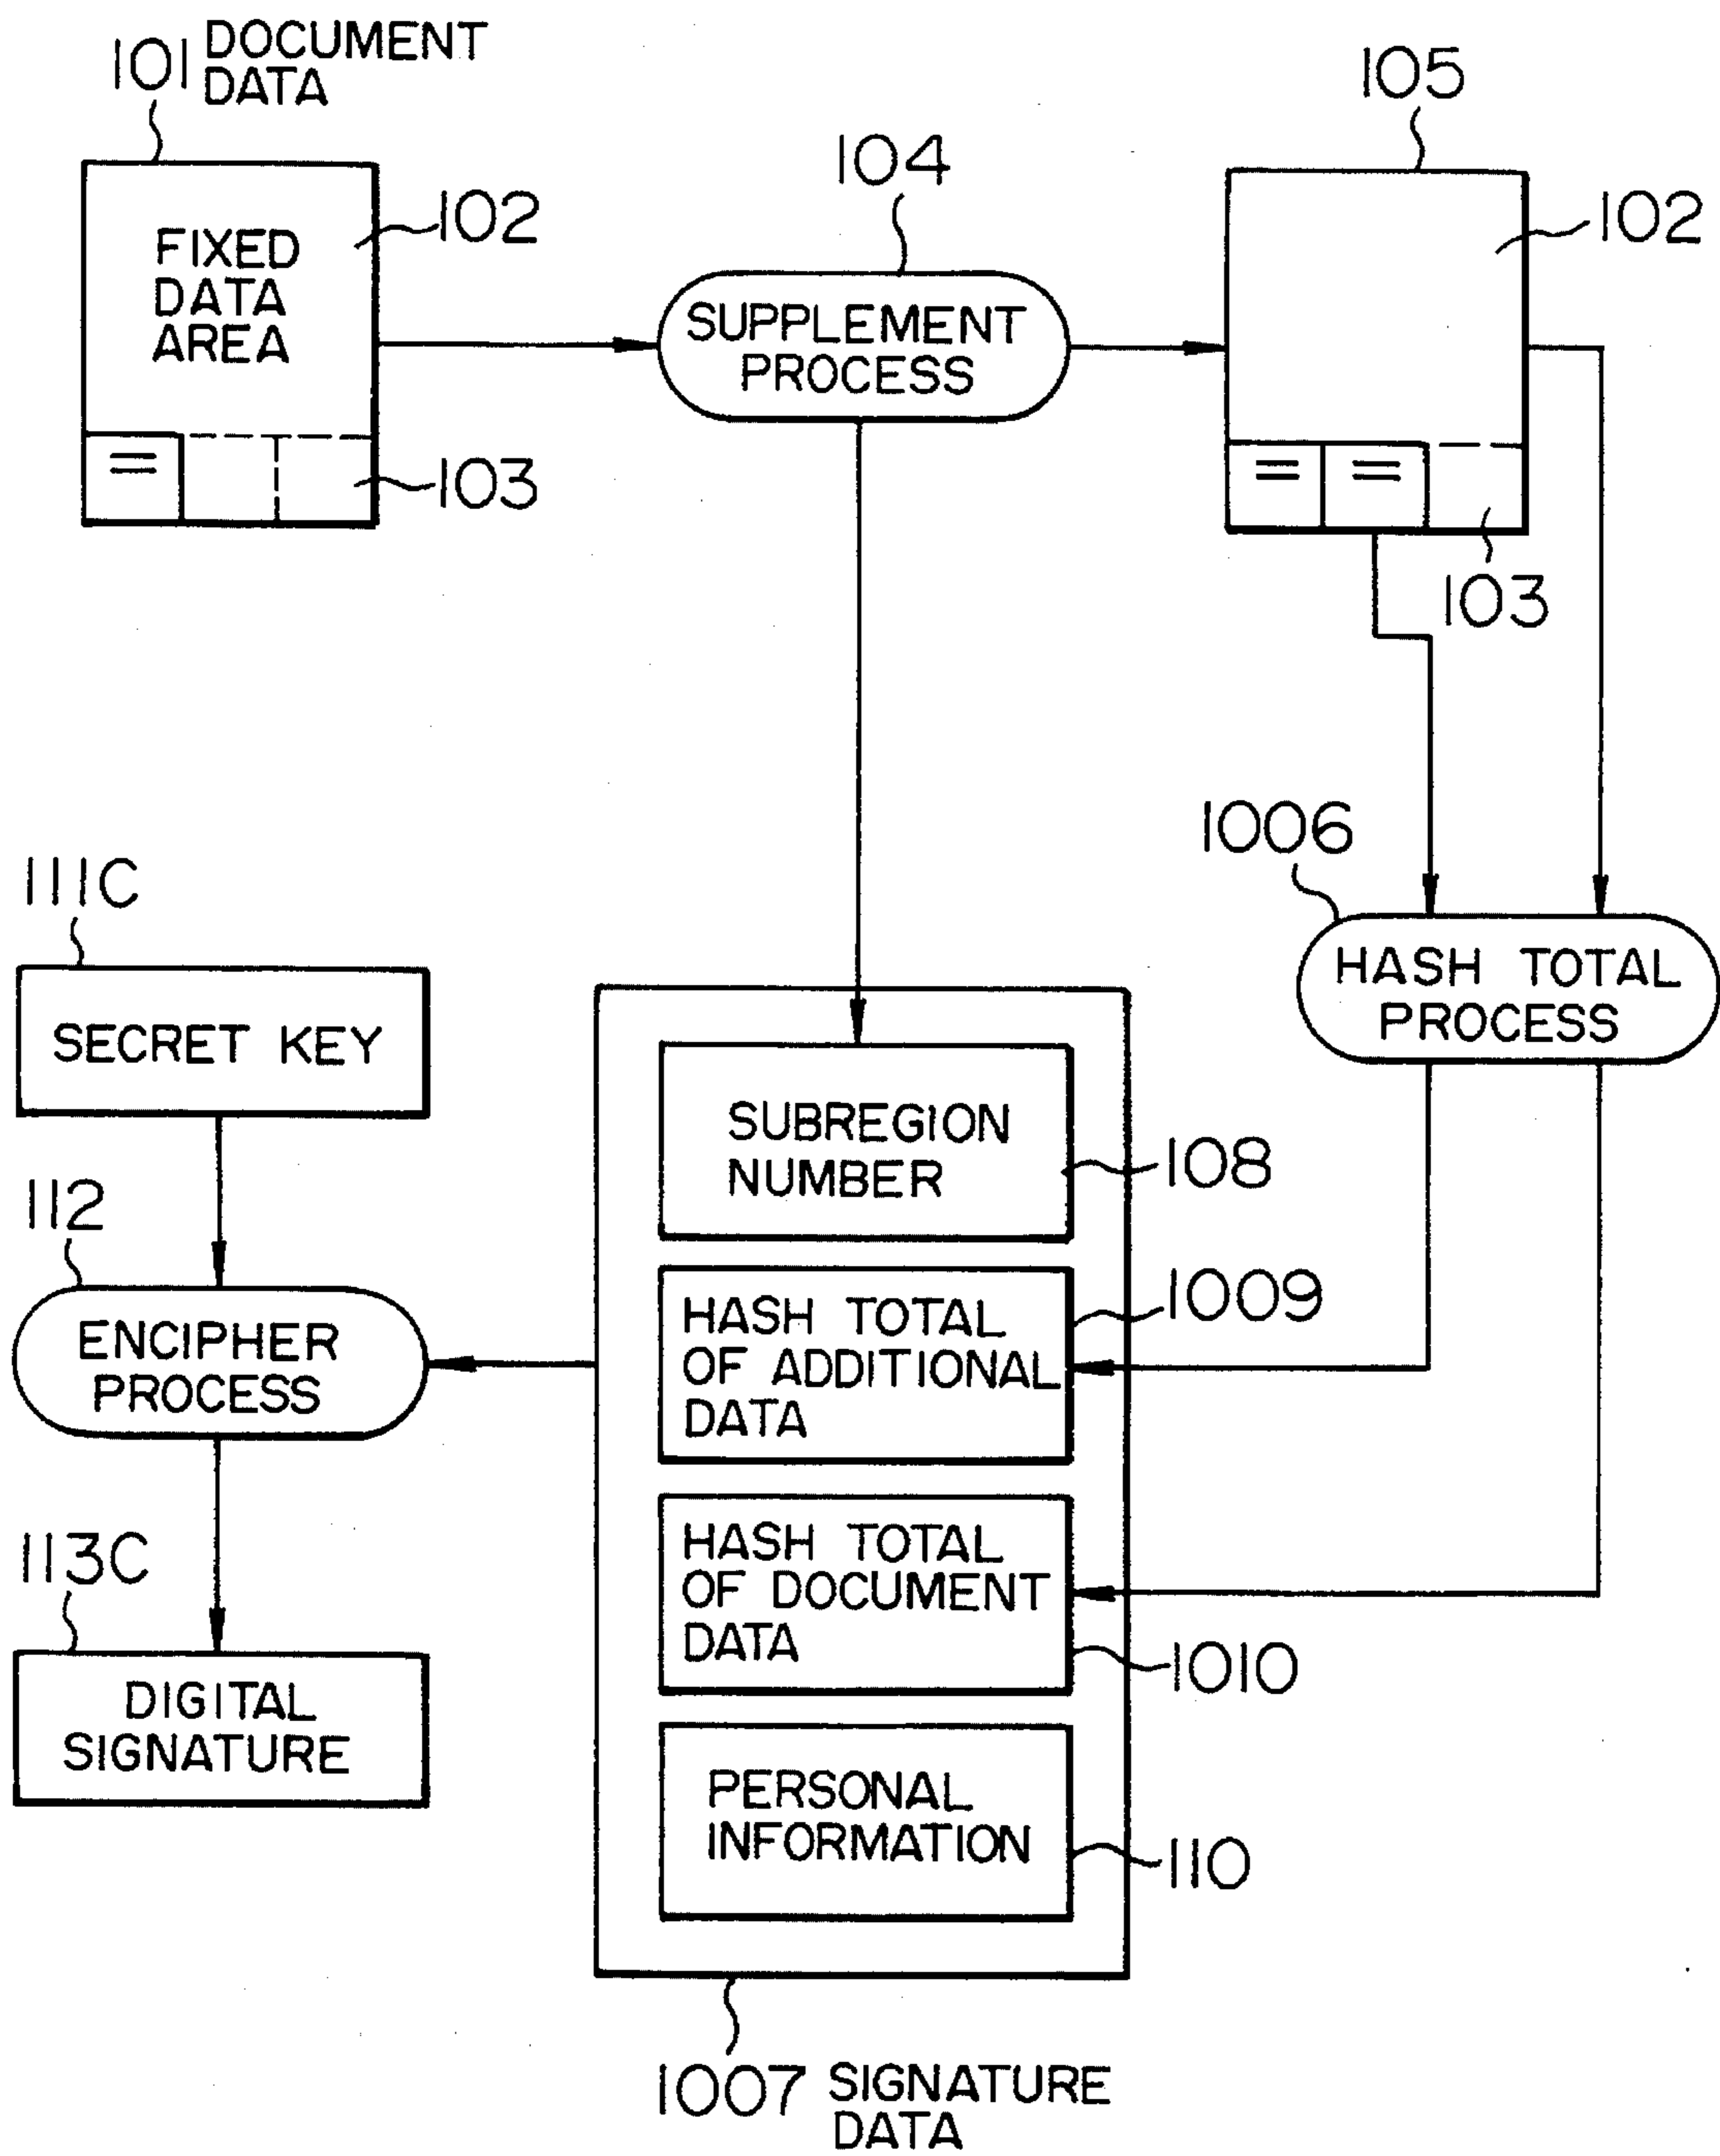 101 DOCUMENT
DATA
FIXED
DATA
AREA
102
103
104
SUPPLEMENT
PROCESS
105
102
103
1006
HASH TOTAL
PROCESS
111C
SECRET KEY
112
ENCIPHER
PROCESS
113C
DIGITAL
SIGNATURE
SUBREGION
NUMBER
108
HASH TOTAL
OF ADDITIONAL
DATA
1009
HASH TOTAL
OF DOCUMENT
DATA
1010
PERSONAL
INFORMATION
110
1007 SIGNATURE
DATA